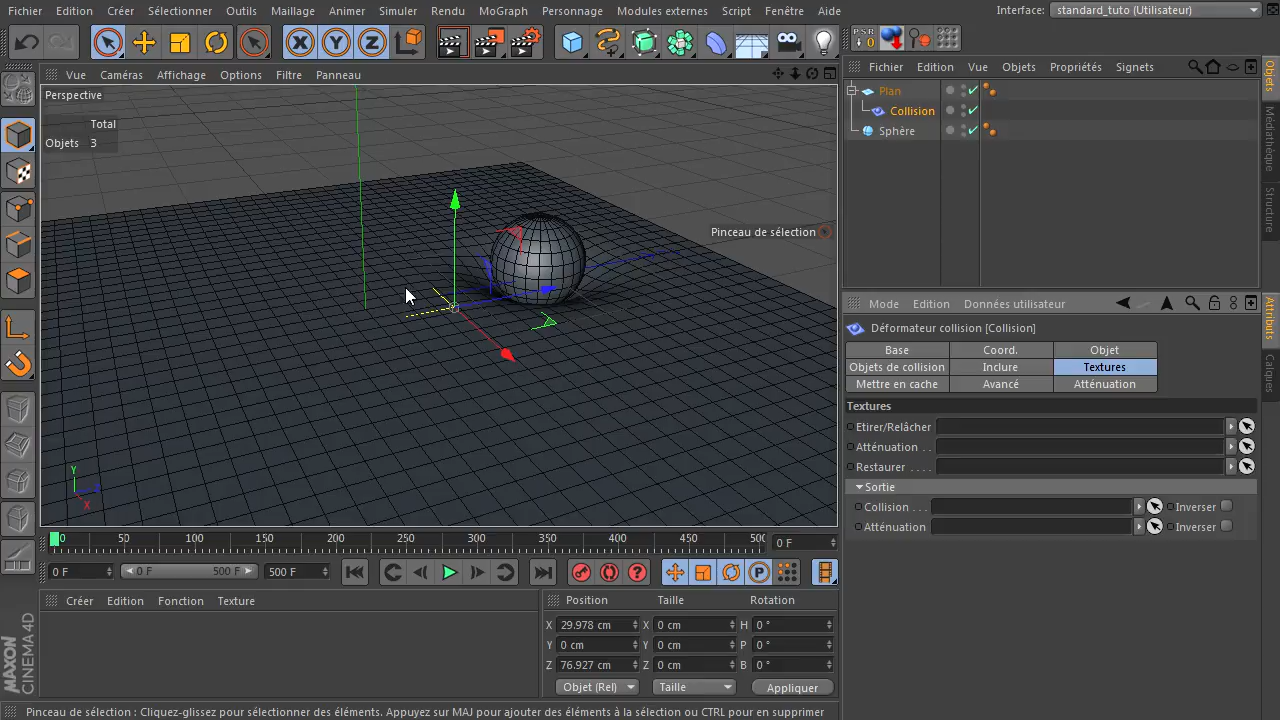 Fichier Edition Créer Sélectionner Outils Maillage Animer Simuler Rendu MoGraph Personnage Modules externes Script Fenêtre Aide Interface: standard_tuto (Utilisateur)
X Y Z PSR 0
Vue Caméras Affichage Options Filtre Panneau
Fichier Edition Vue Objets Propriétés Signets
Perspective
Total
Objets 3
Plan
Collision
Sphère
Objets
Médiathèque
Structure
Pinceau de sélection
Mode Edition Données utilisateur
Déformateur collision [Collision]
Base Coord. Objet
Objets de collision Inclure Textures
Mettre en cache Avancé Atténuation
Attributs
Calques
Textures
Etirer/Relâcher
Atténuation . .
Restaurer . . . .
Sortie
Collision . . . Inverser
Atténuation Inverser
Y
X
0 50 100 150 200 250 300 350 400 450 500 0 F
0 F 0 F 500 F 500 F
Créer Edition Fonction Texture
Position Taille Rotation
X 29.978 cm X 0 cm H 0 °
Y 0 cm Y 0 cm P 0 °
Z 76.927 cm Z 0 cm B 0 °
Objet (Rel) Taille Appliquer
MAXON CINEMA 4D
Pinceau de sélection : Cliquez-glissez pour sélectionner des éléments. Appuyez sur MAJ pour ajouter des éléments à la sélection ou CTRL pour en supprimer